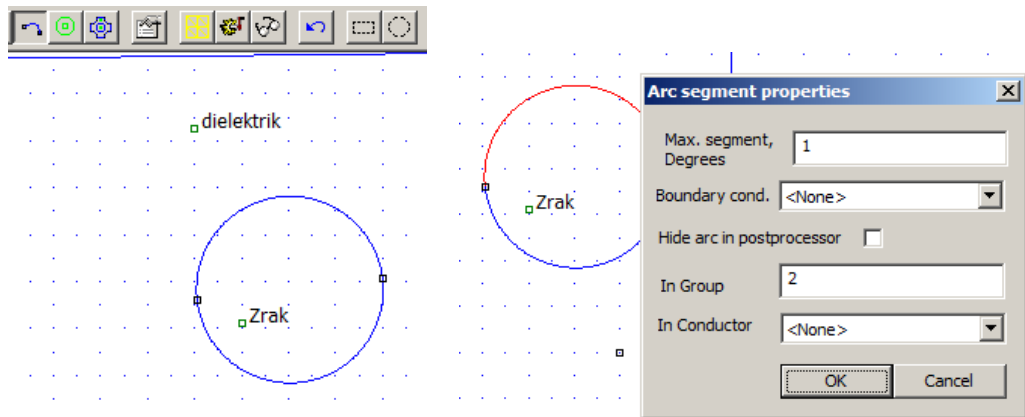 dielektrik
Zrak
Zrak
Arc segment properties
Max. segment,
Degrees
1
Boundary cond.
<None>
Hide arc in postprocessor
In Group
2
In Conductor
<None>
OK
Cancel